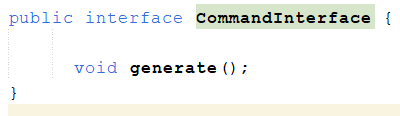 public interface CommandInterface {
void generate();
}